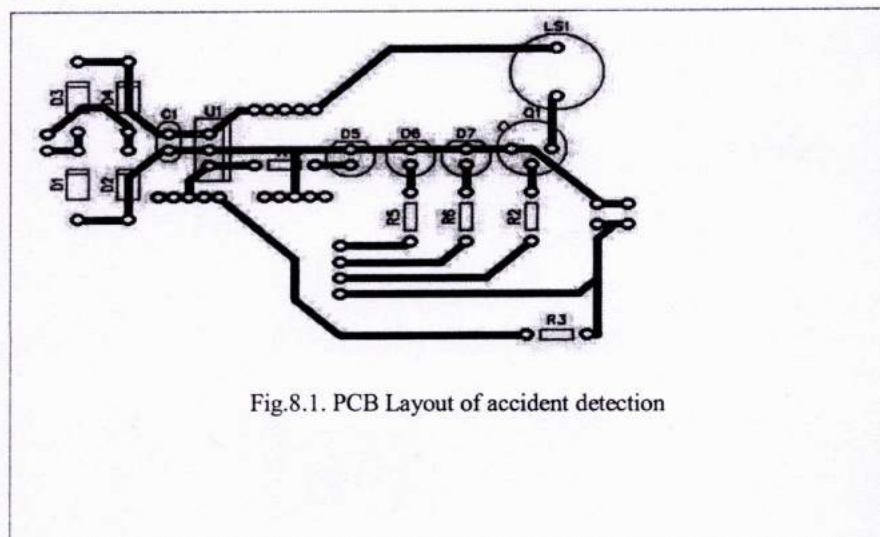 LS1
D3
D4
C1
U1
D5
D6
D7
Q1
D1
D2
R5
R6
R2
R3
Fig.8.1. PCB Layout of accident detection